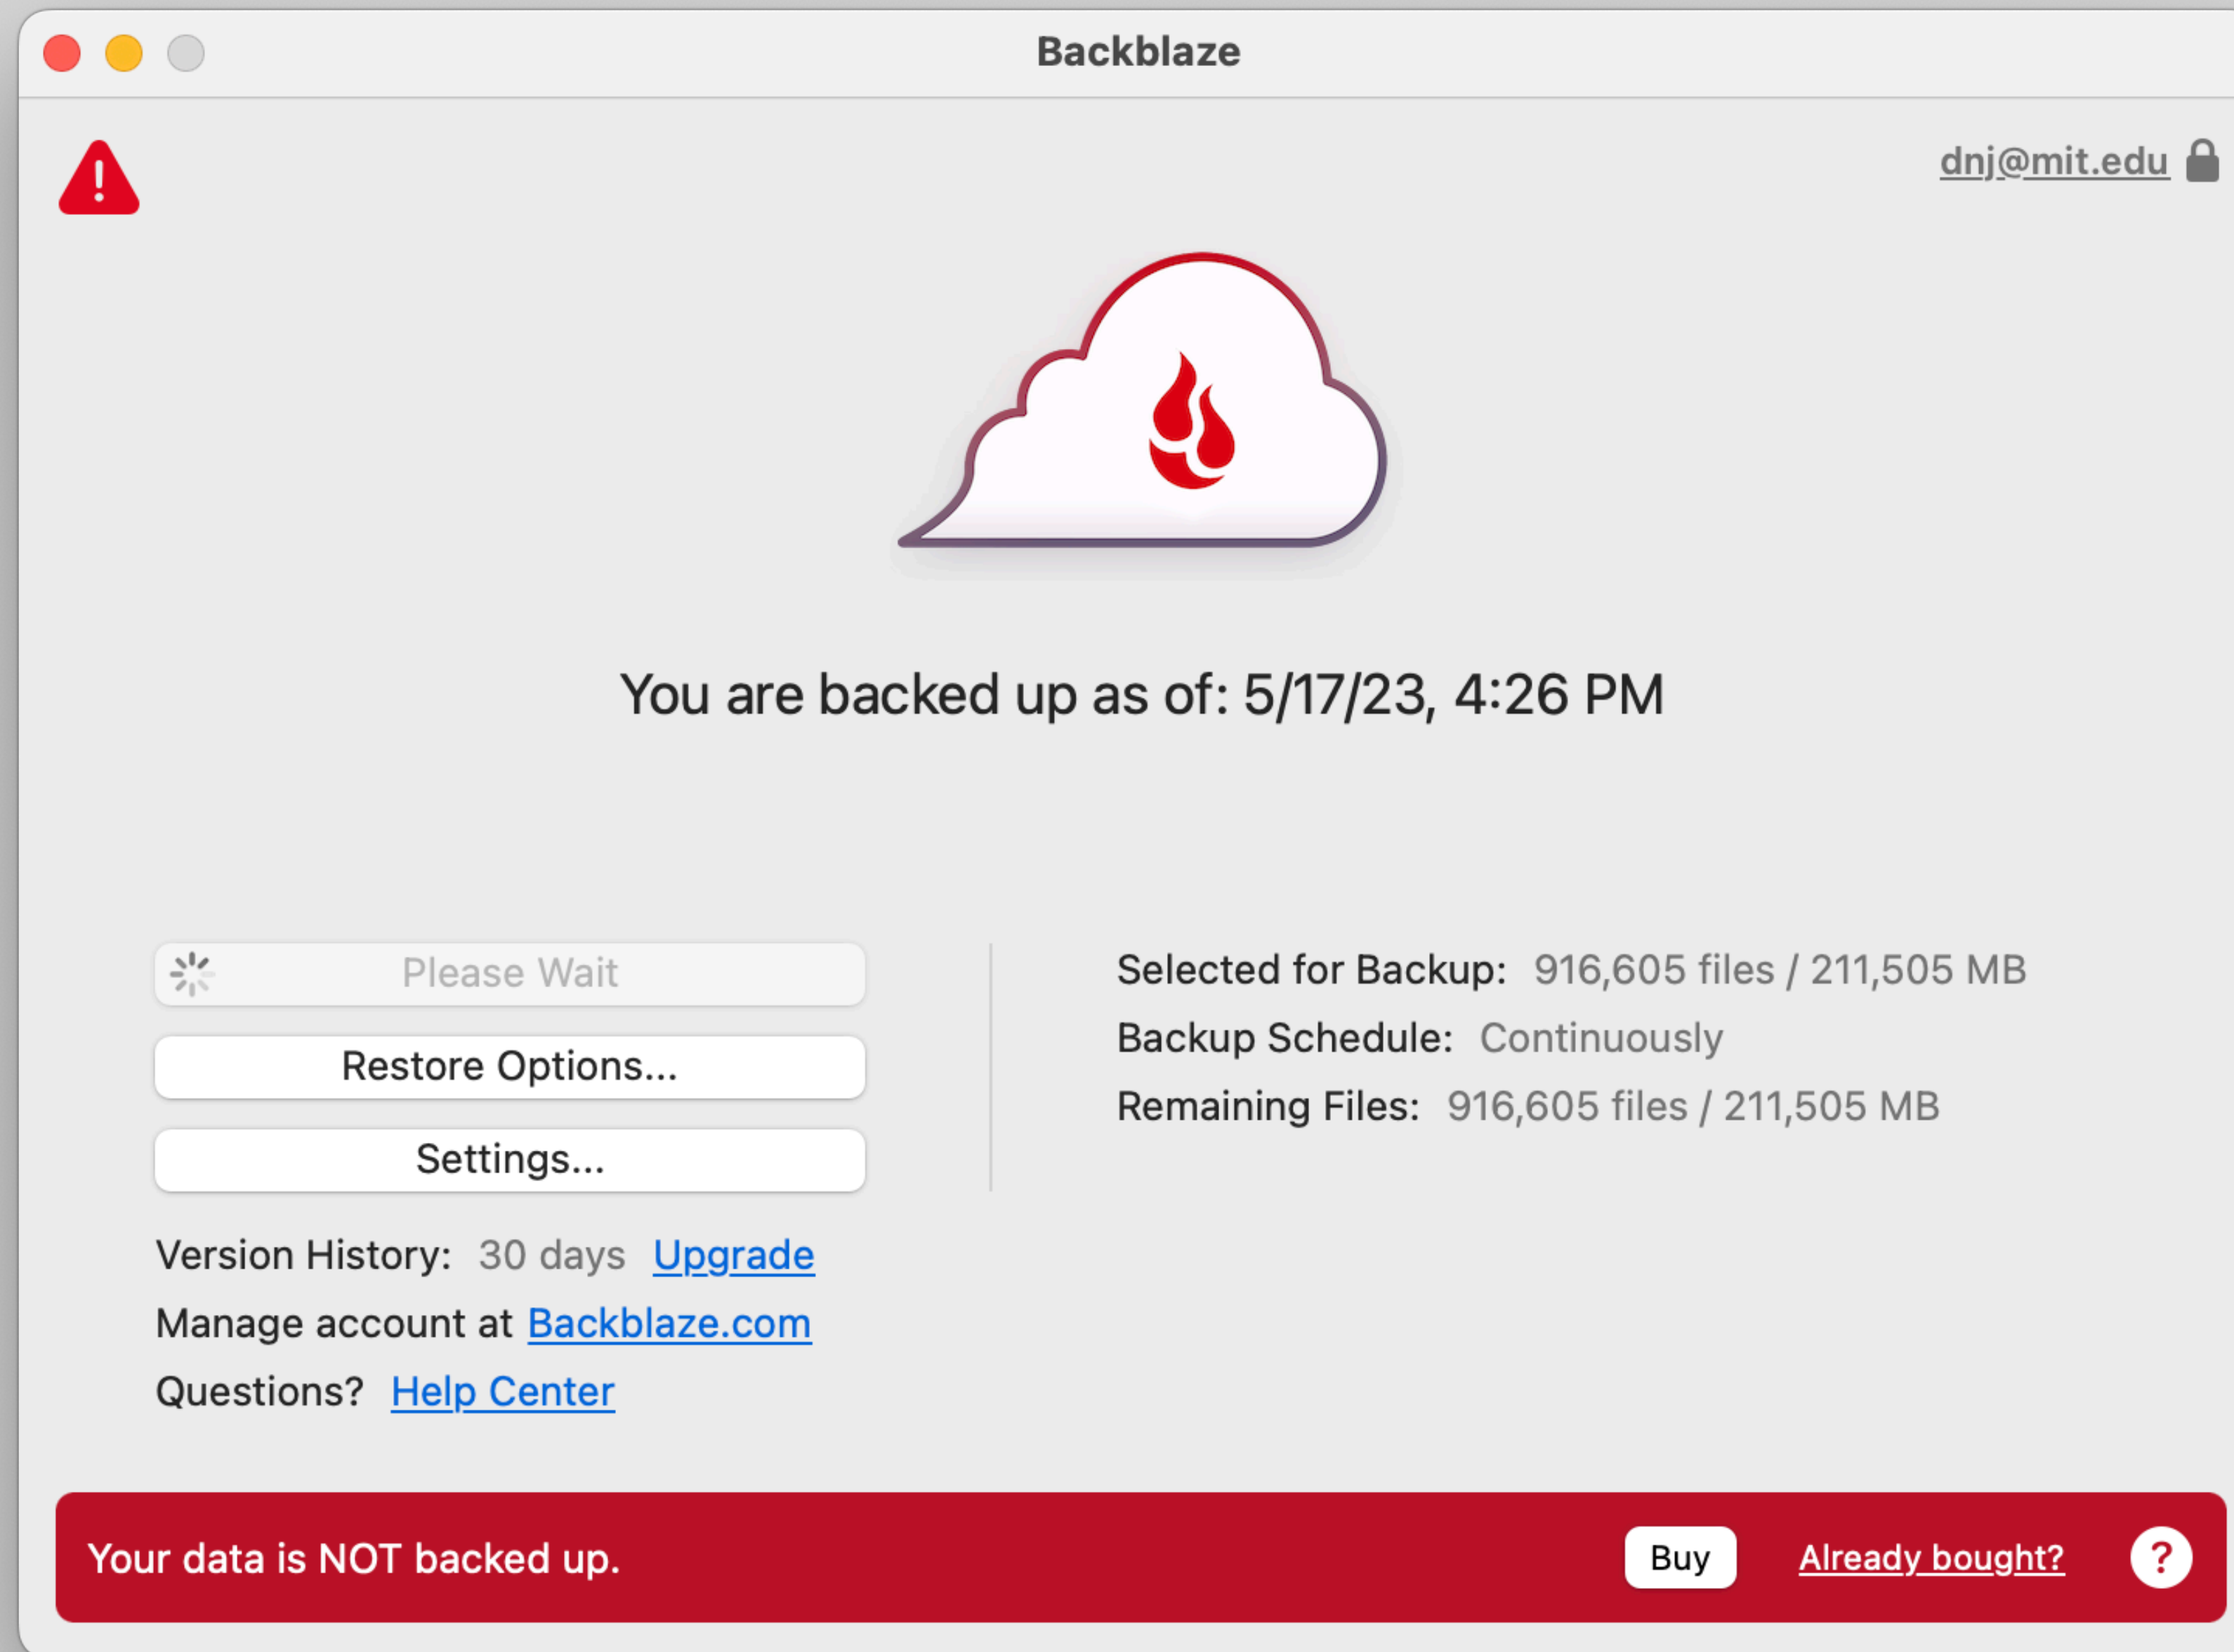 Backblaze
dnj@mit.edu
You are backed up as of: 5/17/23, 4:26 PM
Please Wait
Restore Options...
Settings...
Selected for Backup: 916,605 files / 211,505 MB
Backup Schedule: Continuously
Remaining Files: 916,605 files / 211,505 MB
Version History: 30 days Upgrade
Manage account at Backblaze.com
Questions? Help Center
Your data is NOT backed up. Buy Already bought? ?